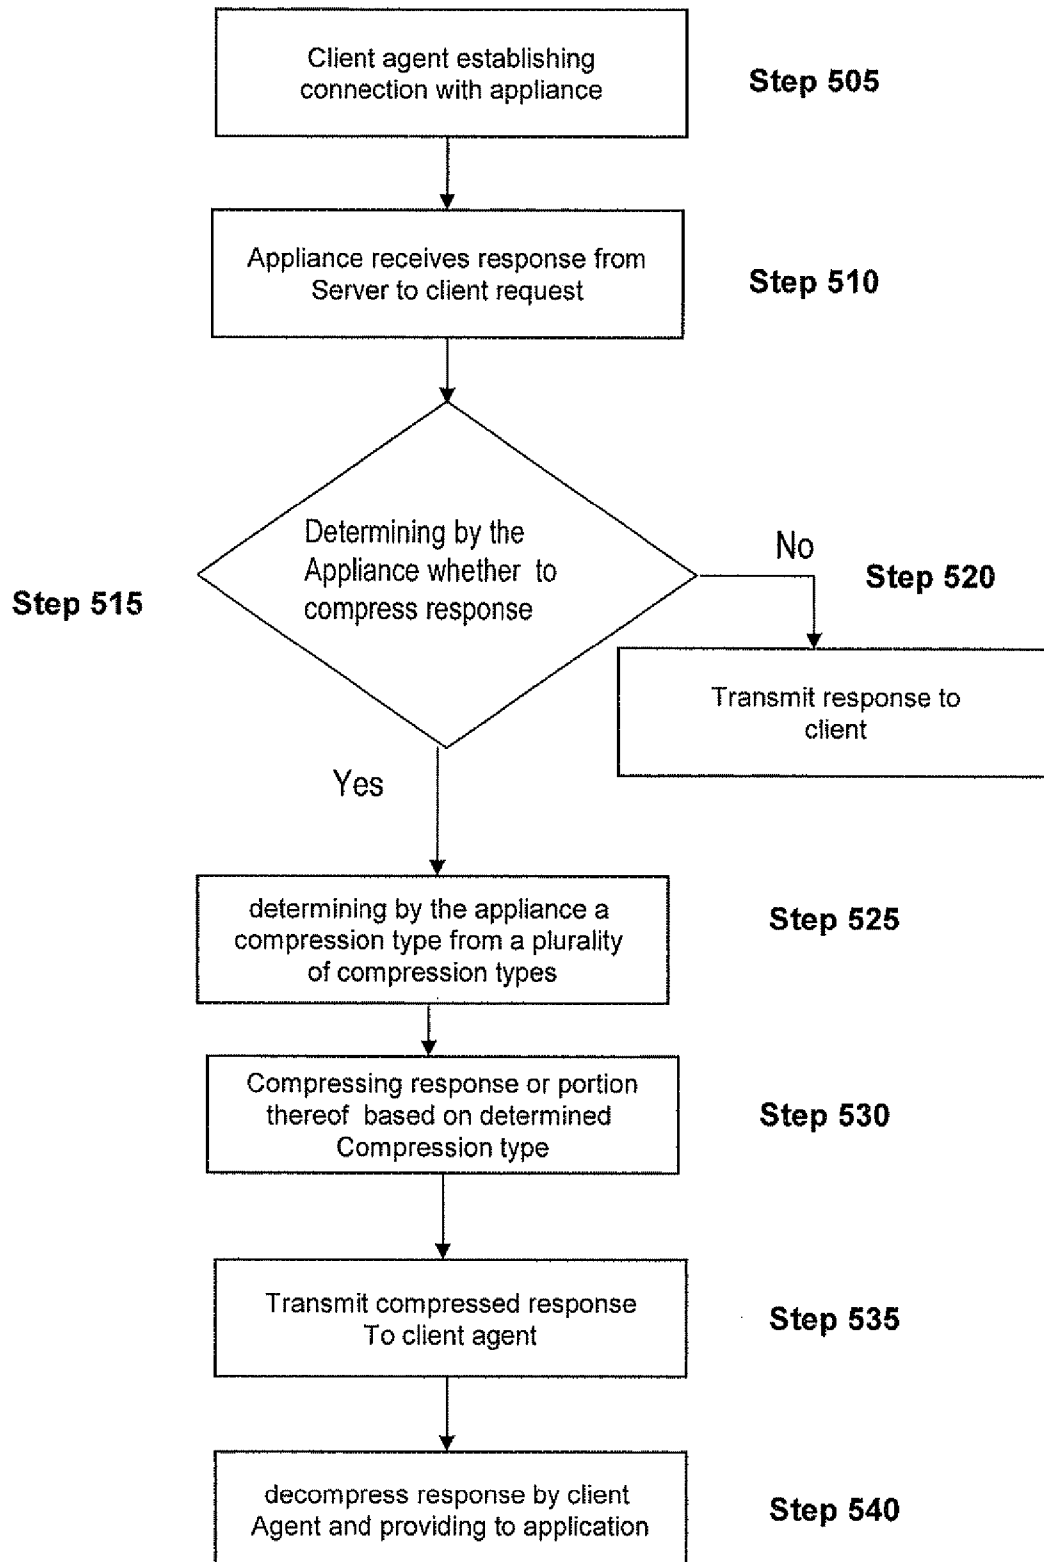 Client agent establishing
connection with appliance
Step 505
Appliance receives response from
Server to client request
Step 510
Determining by the
Appliance whether to
compress response
Step 515
No
Step 520
Transmit response to
client
Yes
determining by the appliance a
compression type from a plurality
of compression types
Step 525
Compressing response or portion
thereof based on determined
Compression type
Step 530
Transmit compressed response
To client agent
Step 535
decompress response by client
Agent and providing to application
Step 540